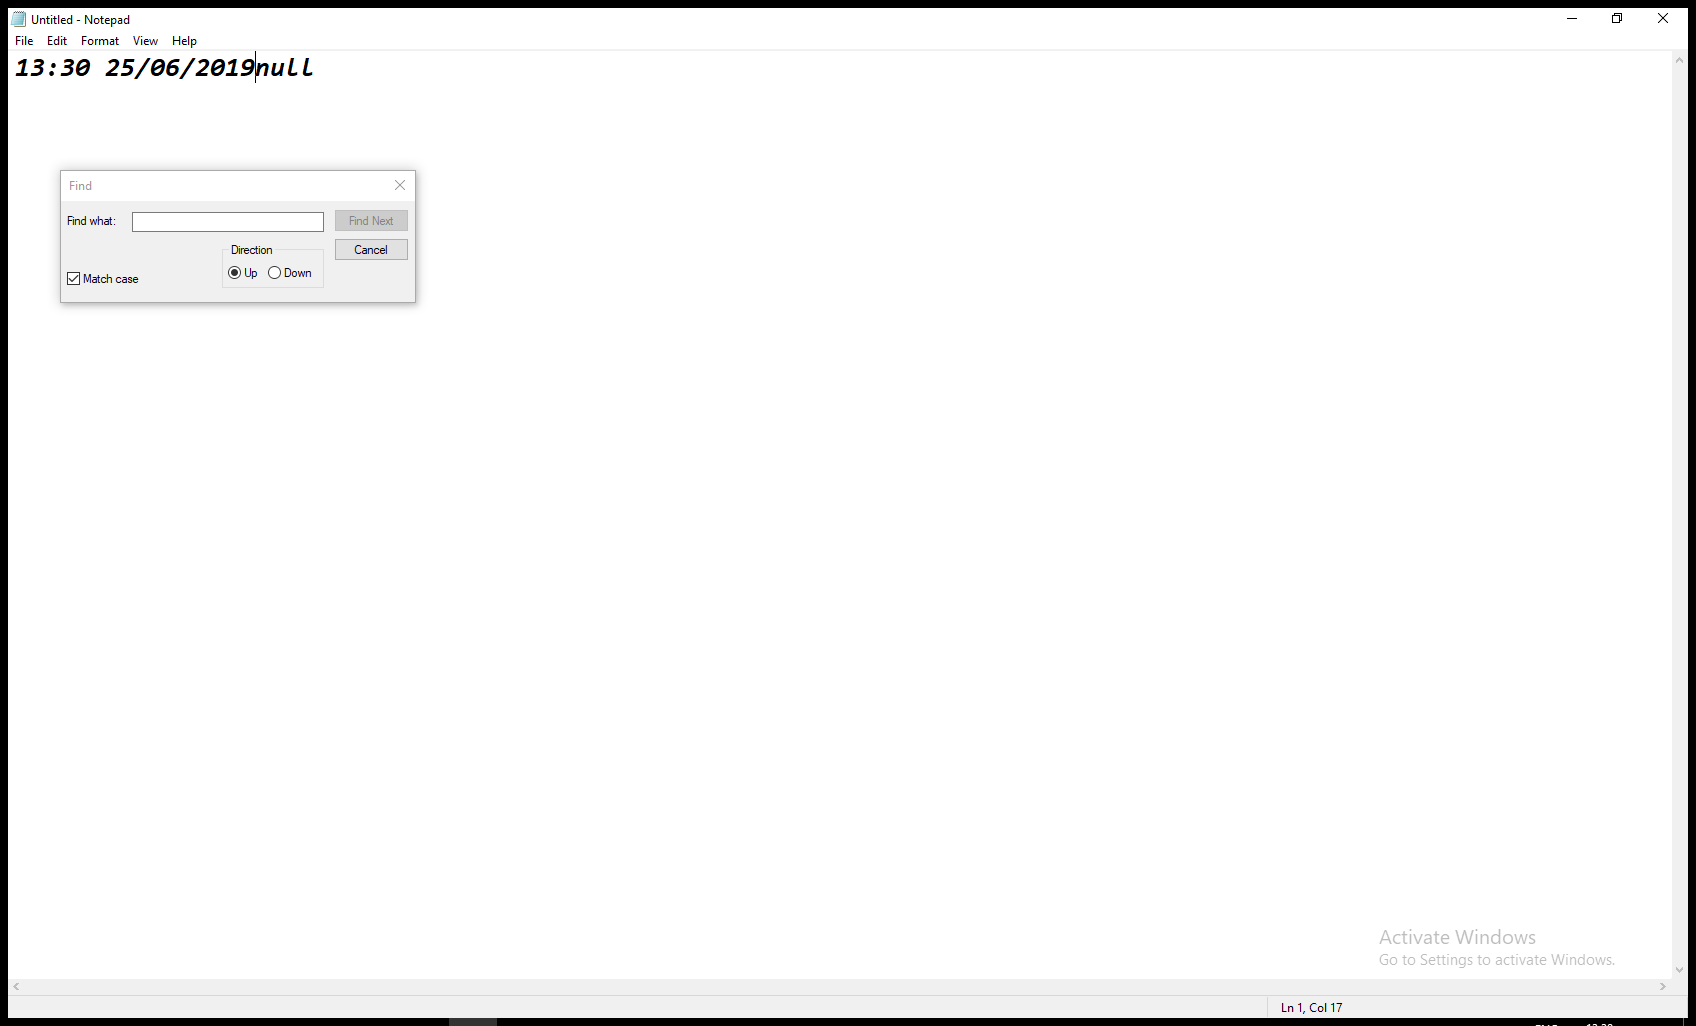 Untitled - Notepad
File Edit Format View Help
13:30 25/06/2019null
Find
Find what:
Find Next
Direction
Cancel
Up Down
Match case
Activate Windows
Go to Settings to activate Windows.
Ln 1, Col 17